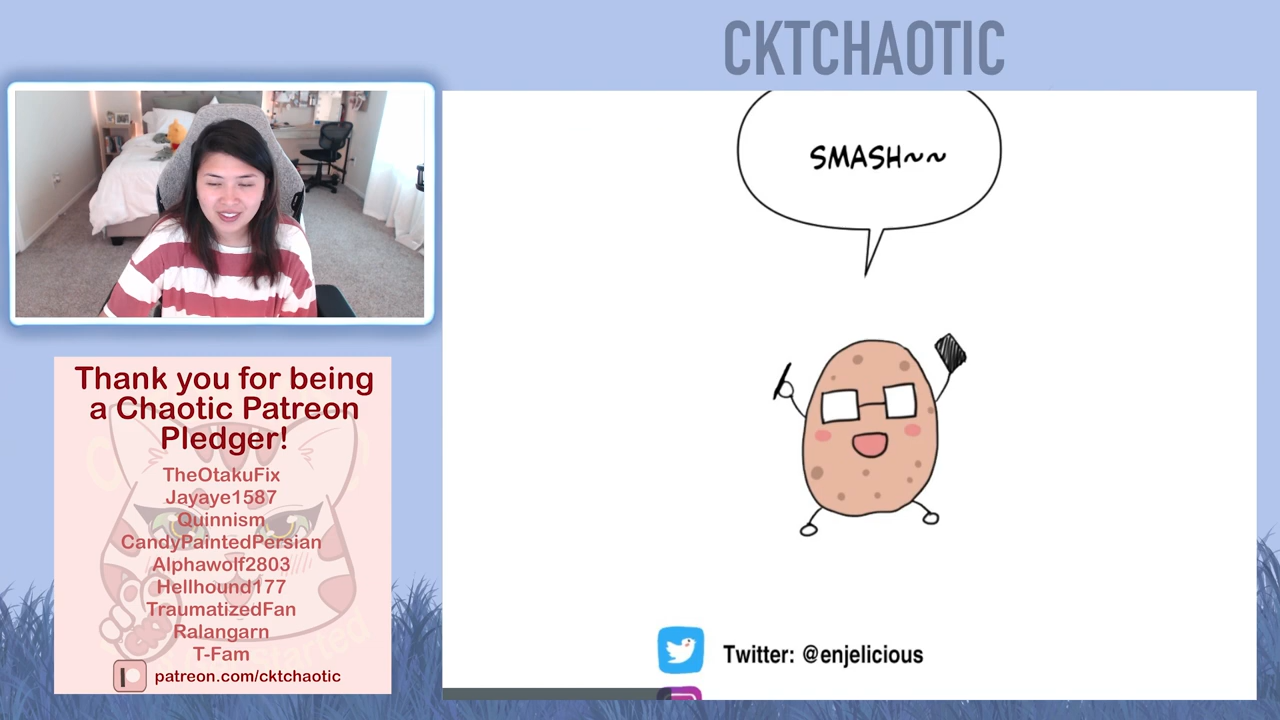 CKTCHAOTIC
SMASH~~
Thank you for being
a Chaotic Patreon
Pledger!
TheOtakuFix
Jayaye1587
Quinnism
CandyPaintedPersian
Alphawolf2803
Hellhound177
TraumatizedFan
Ralangarn
T-Fam
patreon.com/cktchaotic
Twitter: @enjelicious